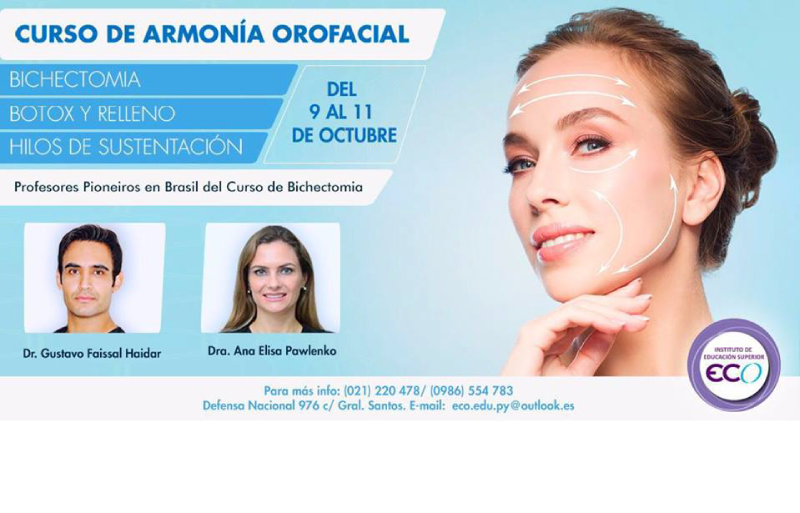 CURSO DE ARMONÍA OROFACIAL
BICHECTOMIA
BOTOX Y RELLENO
HILOS DE SUSTENTACIÓN
DEL
9 AL 11
DE OCTUBRE
Profesores Pioneiros en Brasil del Curso de Bichectomia
Dr. Gustavo Faissal Haidar
Dra. Ana Elisa Pawlenko
INSTITUTO DE
EDUCACIÓN SUPERIOR
ECO
Para más info: (021) 220 478/ (0986) 554 783
Defensa Nacional 976 c/ Gral. Santos. E-mail: eco.edu.py@outlook.es